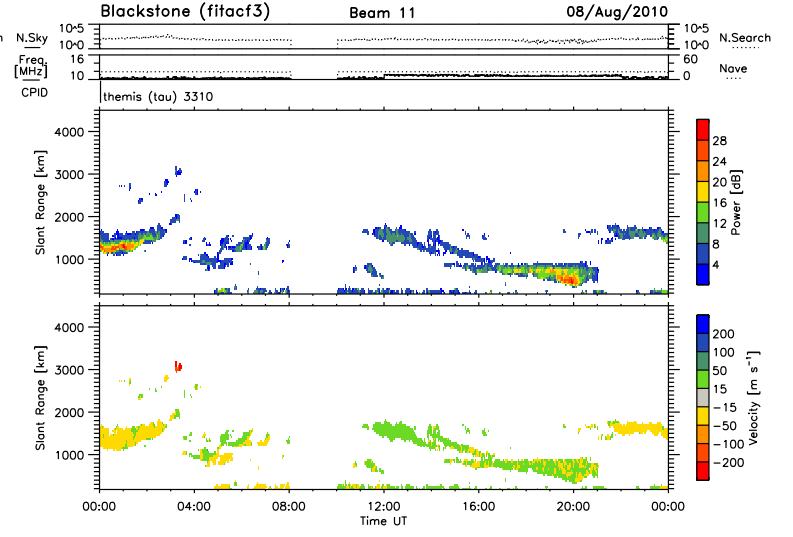 Blackstone (fitacf3) Beam 11 08/Aug/2010
n N.Sky 10^5 10^0 10^5 10^0 N.Search
Freq. [MHz] 16 10 60 0 Nave
CPID themis (tau) 3310
Slant Range [km] 4000 3000 2000 1000
28 24 20 16 12 8 4 Power [dB]
Slant Range [km] 4000 3000 2000 1000
200 100 50 15 -15 -50 -100 -200 Velocity [m s⁻¹]
00:00 04:00 08:00 12:00 16:00 20:00 00:00
Time UT